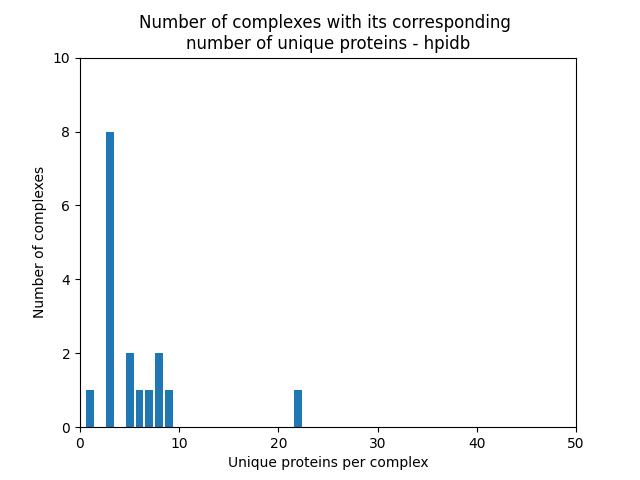 Number of complexes with its corresponding
number of unique proteins - hpidb
10
8
6
4
2
0
Number of complexes
0 10 20 30 40 50
Unique proteins per complex